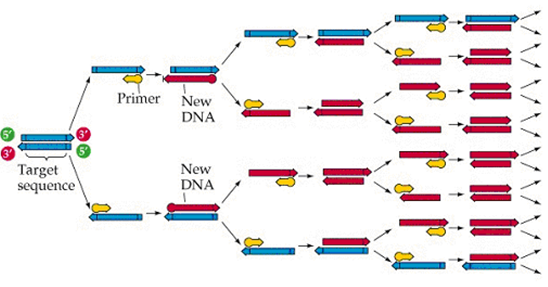 Primer
New
DNA
5′
3′
3′
5′
Target
sequence
New
DNA